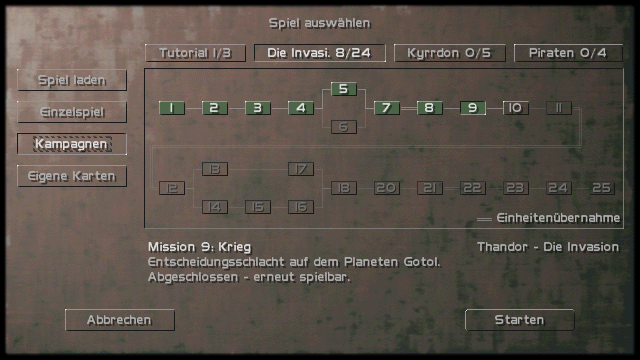 Spiel auswählen
Tutorial 1/3 Die Invasi. 8/24 Kyrrdon 0/5 Piraten 0/4
Spiel laden
Einzelspiel
Kampagnen
Eigene Karten
5
1 2 3 4 7 8 9 10 11
6
13 17
12 18 20 21 22 23 24 25
14 15 16
Einheitenübernahme
Mission 9: Krieg Thandor - Die Invasion
Entscheidungsschlacht auf dem Planeten Gotol.
Abgeschlossen - erneut spielbar.
Abbrechen Starten